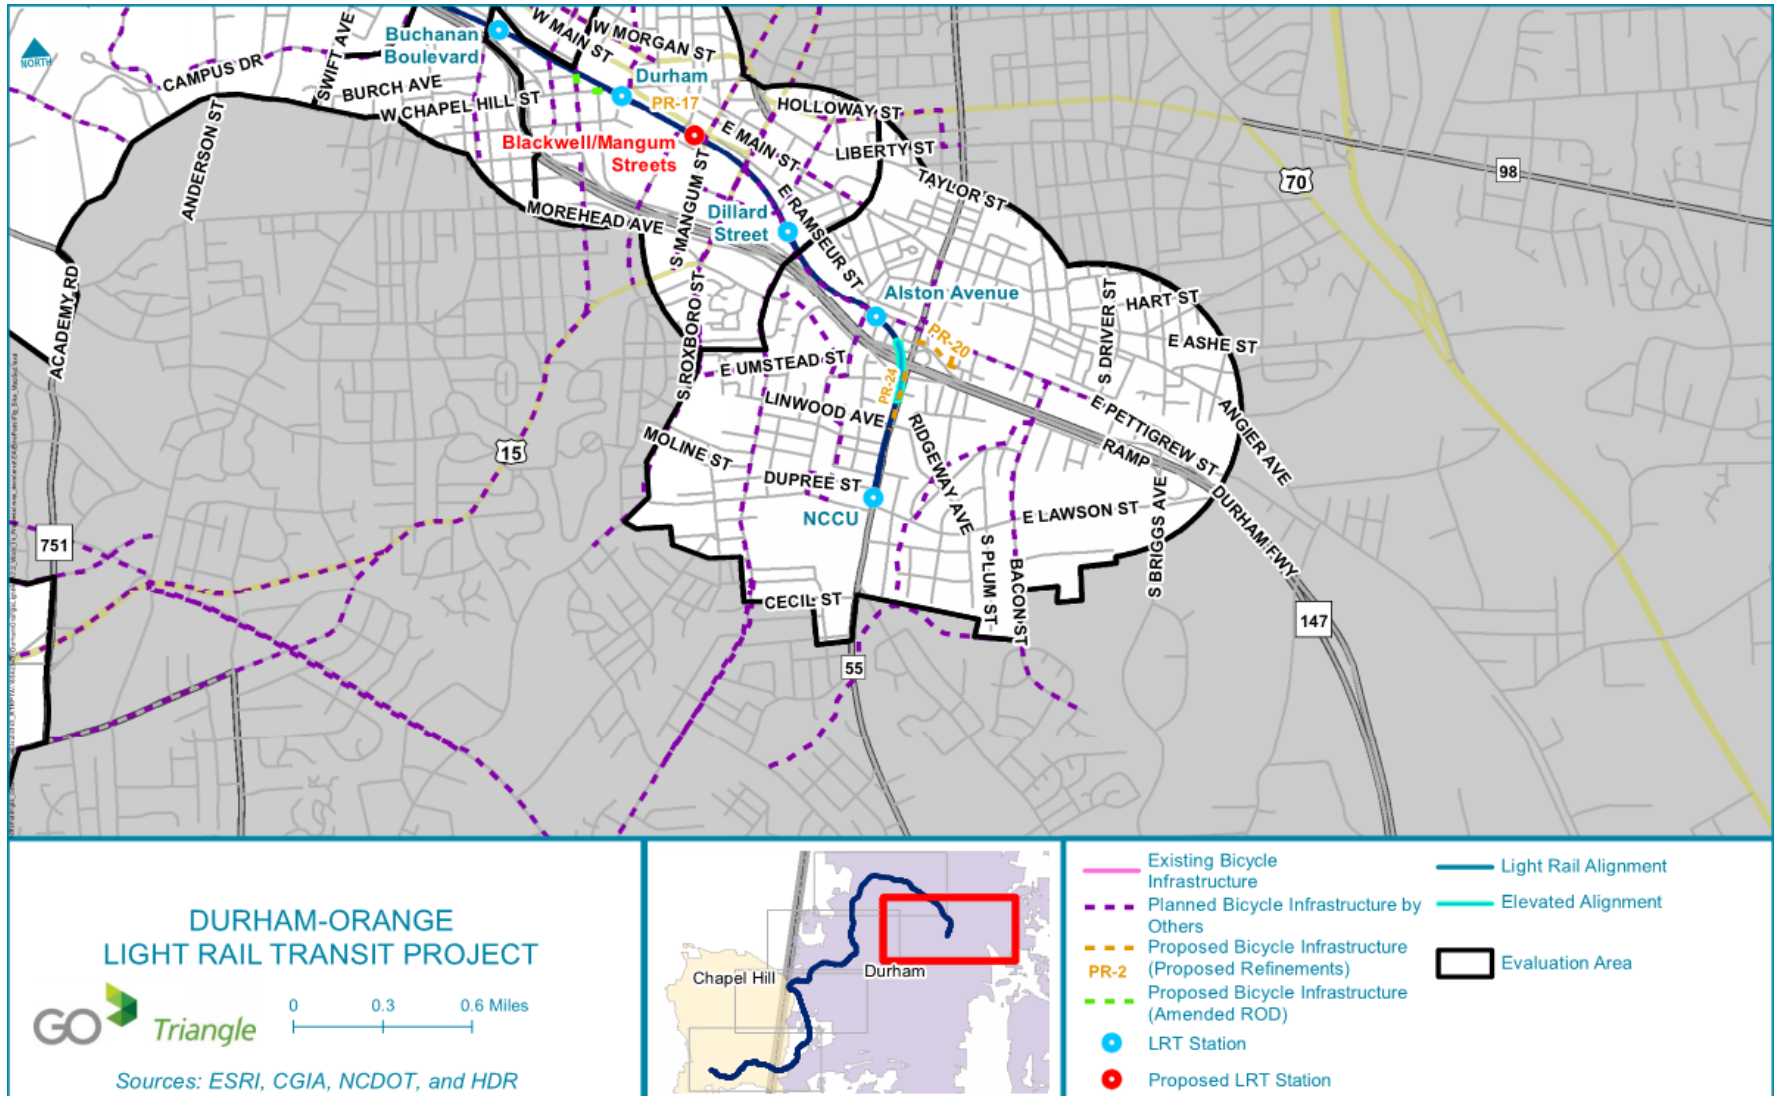 NORTH
Buchanan
Boulevard
CAMPUS DR
SWIFT AVE
BURCH AVE
W CHAPEL HILL ST
ANDERSON ST
ACADEMY RD
W MAIN ST
W MORGAN ST
Durham
PR-17
Blackwell/Mangum
Streets
HOLLOWAY ST
E MAIN ST
LIBERTY ST
TAYLOR ST
MOREHEAD AVE
S MANGUM ST
Dillard
Street
E RAMSEUR ST
Alston Avenue
PR-20
PR-24
S ROXBORO ST
E UMSTEAD ST
LINWOOD AVE
MOLINE ST
DUPREE ST
NCCU
RIDGEWAY AVE
S DRIVER ST
HART ST
E ASHE ST
E PETTIGREW ST
RAMP
ANGIER AVE
DURHAM FWY
E LAWSON ST
S BRIGGS AVE
S PLUM ST
BACON ST
CECIL ST
70
98
15
751
55
147
DURHAM-ORANGE
LIGHT RAIL TRANSIT PROJECT
GO Triangle
0 0.3 0.6 Miles
Sources: ESRI, CGIA, NCDOT, and HDR
Chapel Hill
Durham
Existing Bicycle
Infrastructure
Planned Bicycle Infrastructure by
Others
Proposed Bicycle Infrastructure
PR-2 (Proposed Refinements)
Proposed Bicycle Infrastructure
(Amended ROD)
LRT Station
Proposed LRT Station
Light Rail Alignment
Elevated Alignment
Evaluation Area